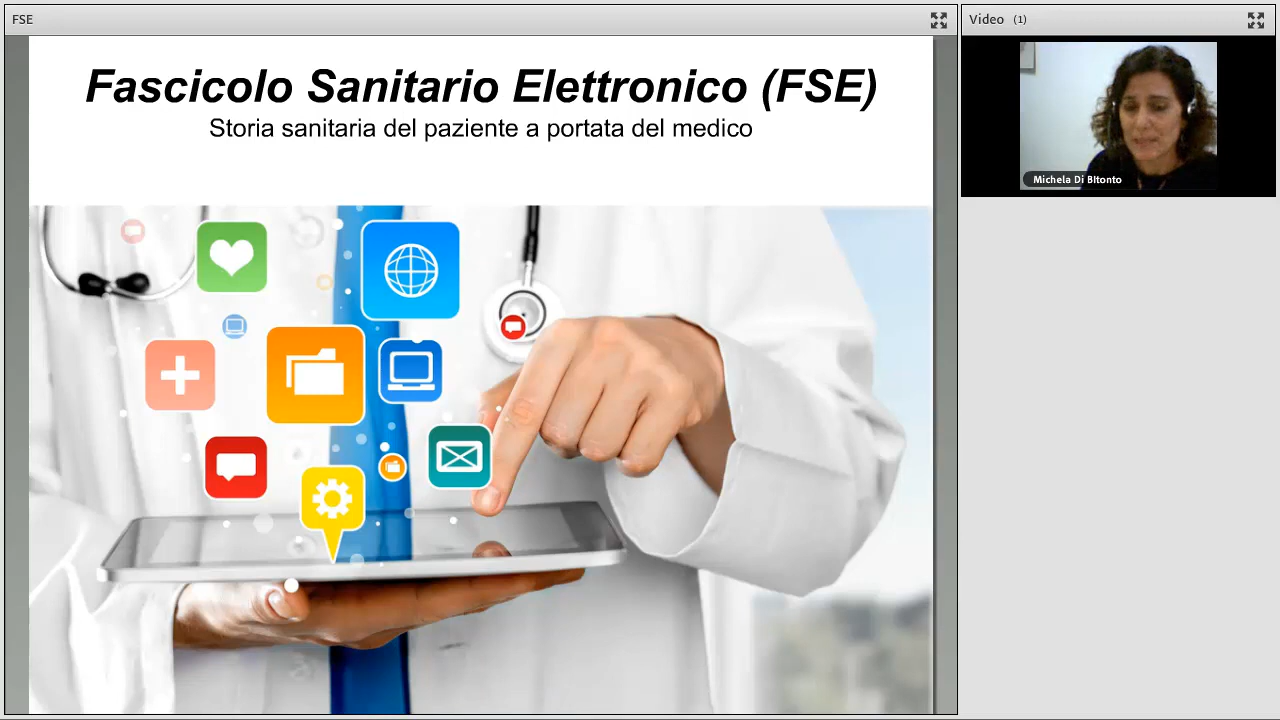 FSE
Fascicolo Sanitario Elettronico (FSE)
Storia sanitaria del paziente a portata del medico
Video (1)
Michela Di BItonto